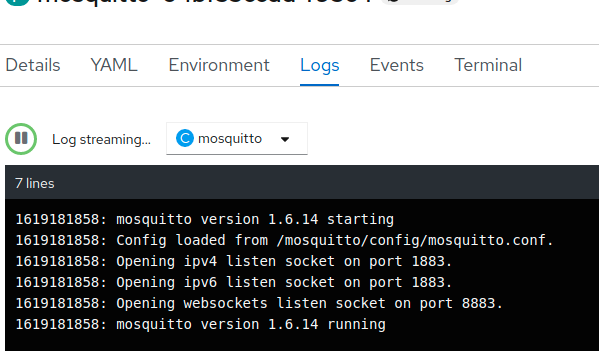 Details YAML Environment Logs Events Terminal
Log streaming... C mosquitto
7 lines
1619181858: mosquitto version 1.6.14 starting
1619181858: Config loaded from /mosquitto/config/mosquitto.conf.
1619181858: Opening ipv4 listen socket on port 1883.
1619181858: Opening ipv6 listen socket on port 1883.
1619181858: Opening websockets listen socket on port 8883.
1619181858: mosquitto version 1.6.14 running